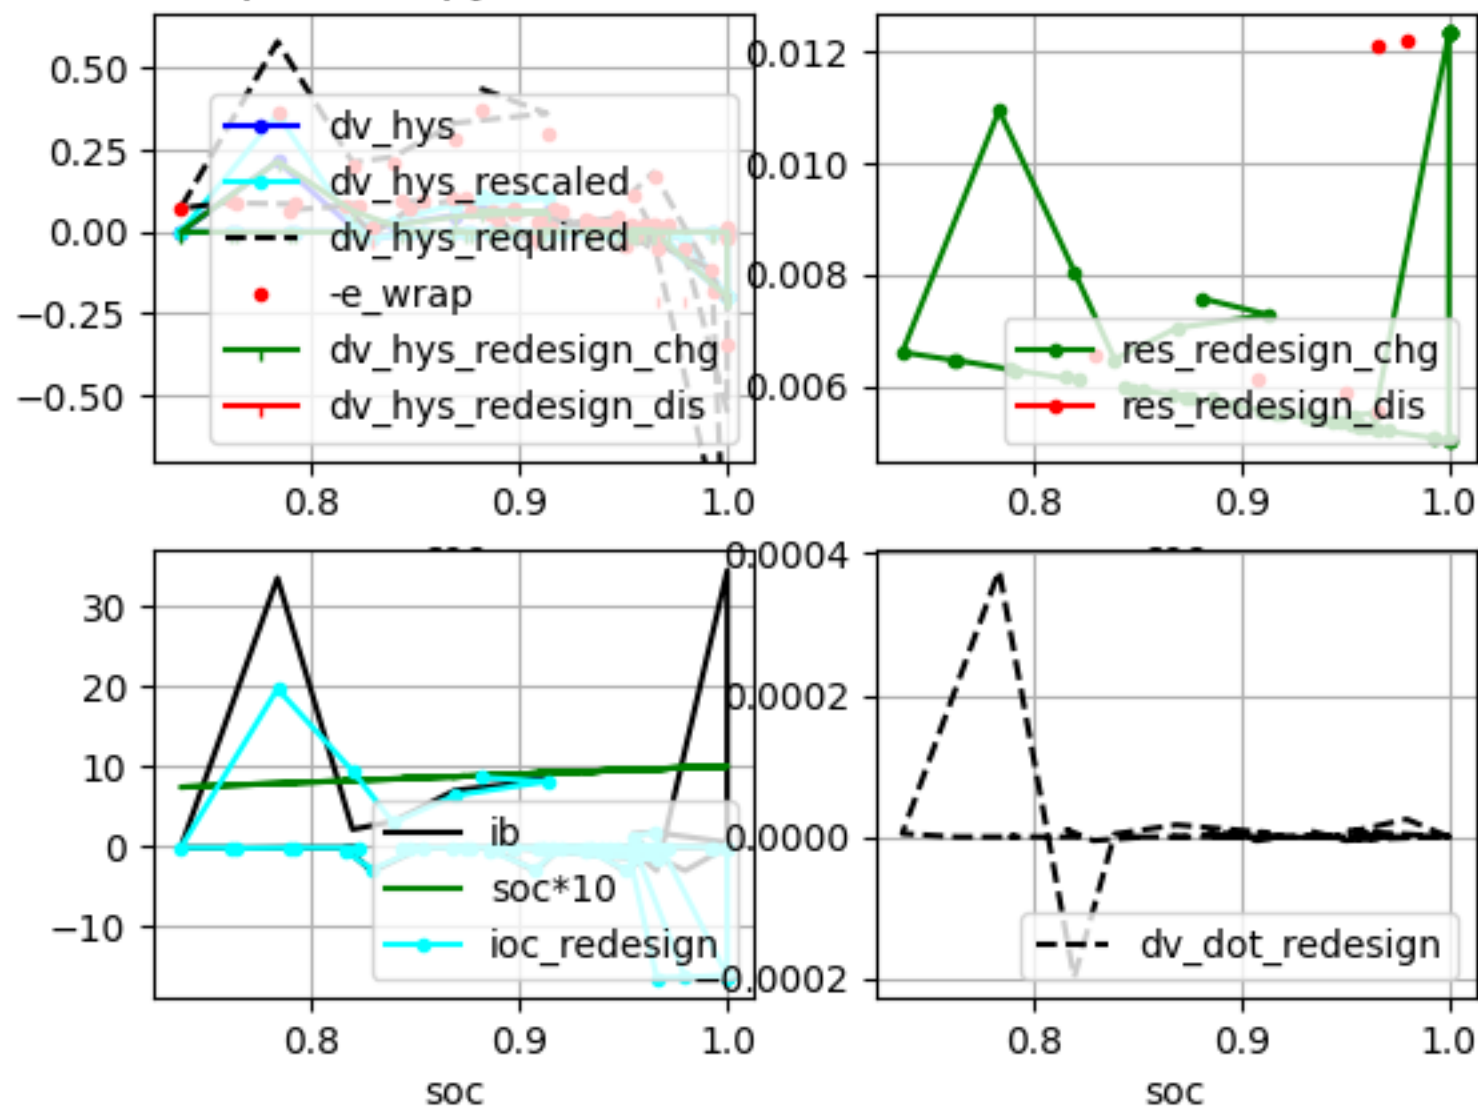 0.50
0.25
0.00
−0.25
−0.50
dv_hys
dv_hys_rescaled
dv_hys_required
-e_wrap
dv_hys_redesign_chg
dv_hys_redesign_dis
0.8 0.9 1.0
0.012
0.010
0.008
0.006
res_redesign_chg
res_redesign_dis
0.8 0.9 1.0
30
20
10
0
−10
ib
soc*10
ioc_redesign
0.8 0.9 1.0
soc
0.0004
0.0002
0.0000
−0.0002
dv_dot_redesign
0.8 0.9 1.0
soc